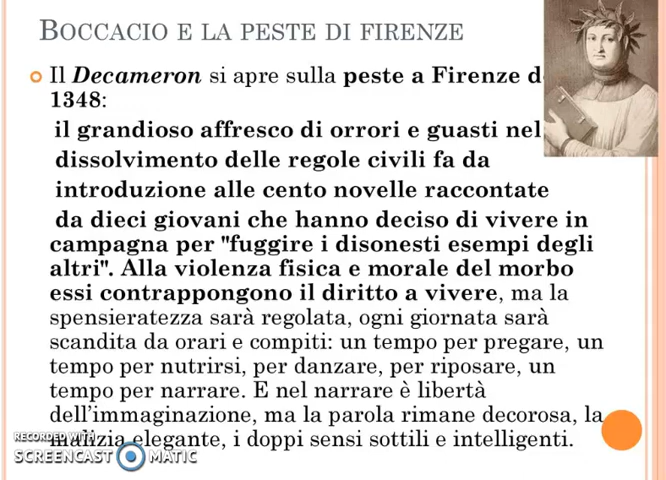 BOCCACIO E LA PESTE DI FIRENZE
Il Decameron si apre sulla peste a Firenze d
1348:
il grandioso affresco di orrori e guasti nel
dissolvimento delle regole civili fa da
introduzione alle cento novelle raccontate
da dieci giovani che hanno deciso di vivere in
campagna per "fuggire i disonesti esempi degli
altri". Alla violenza fisica e morale del morbo
essi contrappongono il diritto a vivere, ma la
spensieratezza sarà regolata, ogni giornata sarà
scandita da orari e compiti: un tempo per pregare, un
tempo per nutrirsi, per danzare, per riposare, un
tempo per narrare. E nel narrare è libertà
dell'immaginazione, ma la parola rimane decorosa, la
malizia elegante, i doppi sensi sottili e intelligenti.
RECORDED WITH
SCREENCAST MATIC